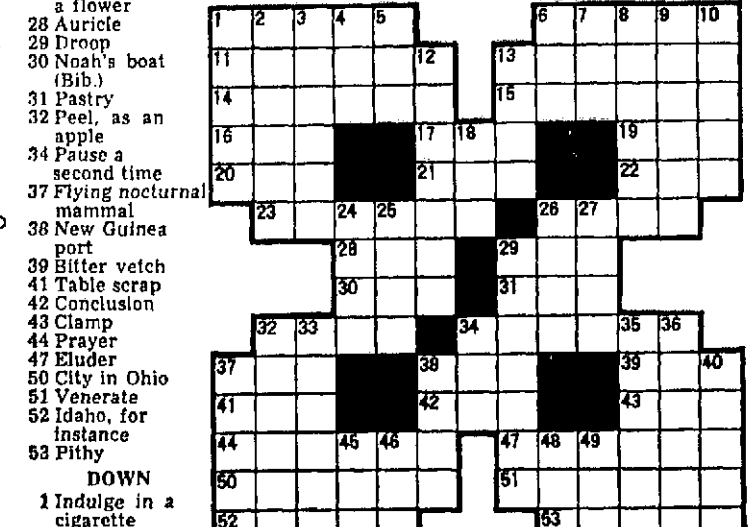 a flower
28 Auricle
29 Droop
30 Noah's boat
(Bib.)
31 Pastry
32 Peel, as an
apple
34 Pause a
second time
37 Flying nocturnal
mammal
38 New Guinea
port
39 Bitter vetch
41 Table scrap
42 Conclusion
43 Clamp
44 Prayer
47 Eluder
50 City in Ohio
51 Venerate
52 Idaho, for
instance
53 Pithy
DOWN
1 Indulge in a
cigarette
1 2 3 4 5 6 7 8 9 10
11 12 13
14 15
16 17 18 19
20 21 22
23 24 25 26 27
28 29
30 31
32 33 34 35 36
37 38 39 40
41 42 43
44 45 46 47 48 49
50 51
52 53